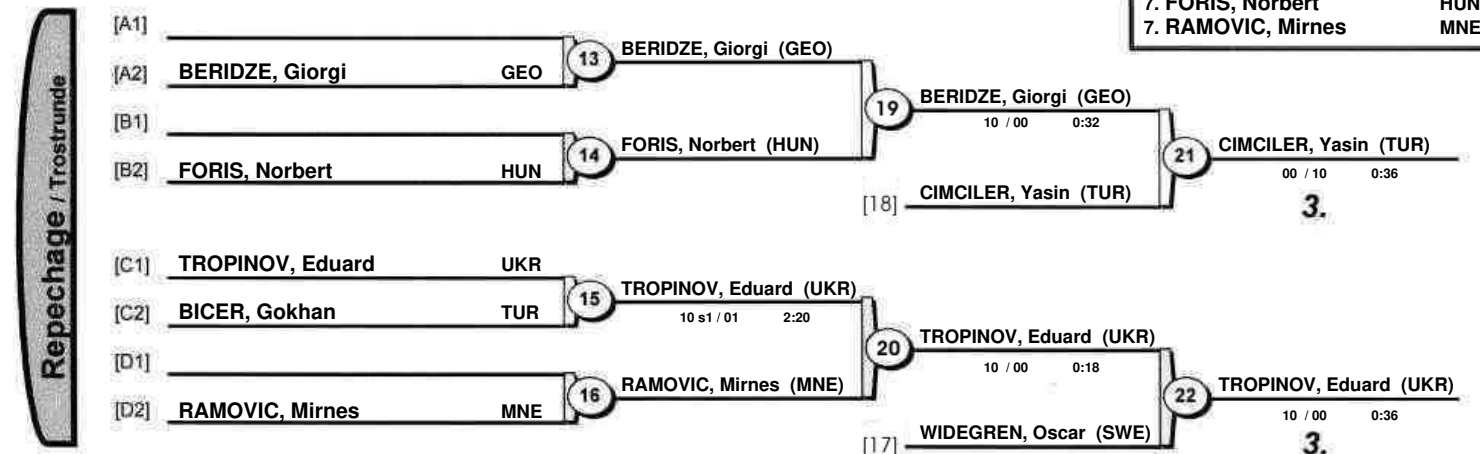 7. FORIS, Norbert HUN
7. RAMOVIC, Mirnes MNE
Repechage / Trostrunde
[A1]
[A2] BERIDZE, Giorgi GEO
13
BERIDZE, Giorgi (GEO)
[B1]
[B2] FORIS, Norbert HUN
14
FORIS, Norbert (HUN)
19
BERIDZE, Giorgi (GEO)
10 / 00 0:32
[18] CIMCILER, Yasin (TUR)
21
CIMCILER, Yasin (TUR)
00 / 10 0:36
3.
[C1] TROPINOV, Eduard UKR
[C2] BICER, Gokhan TUR
15
TROPINOV, Eduard (UKR)
10 s1 / 01 2:20
[D1]
[D2] RAMOVIC, Mirnes MNE
16
RAMOVIC, Mirnes (MNE)
20
TROPINOV, Eduard (UKR)
10 / 00 0:18
[17] WIDEGREN, Oscar (SWE)
22
TROPINOV, Eduard (UKR)
10 / 00 0:36
3.